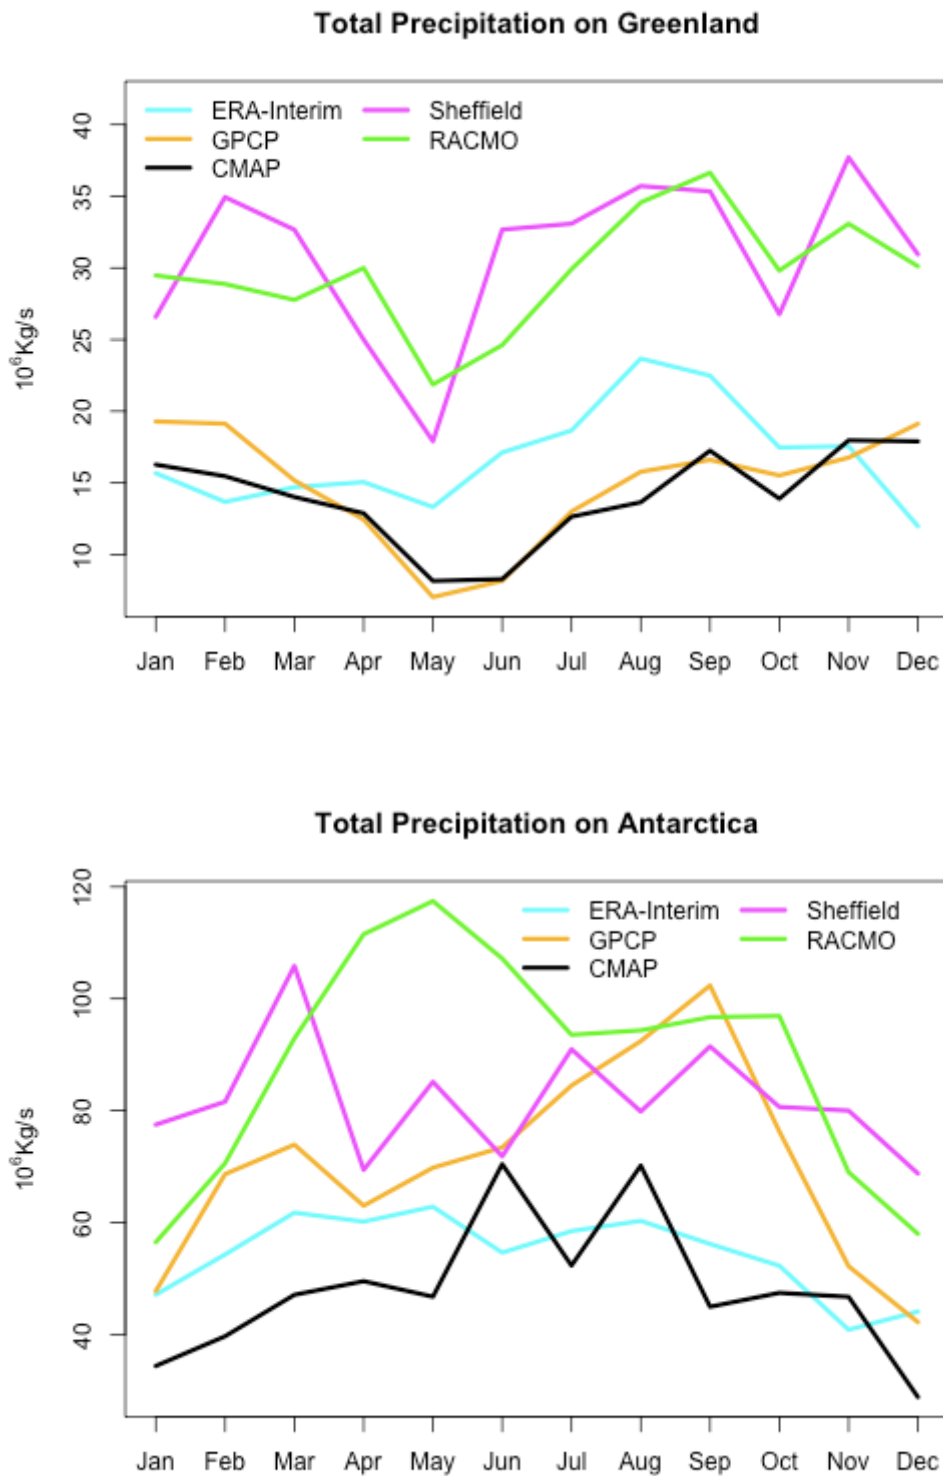 Total Precipitation on Greenland
ERA-Interim Sheffield
GPCP RACMO
CMAP
40
35
30
25
20
15
10
10⁶Kg/s
Jan Feb Mar Apr May Jun Jul Aug Sep Oct Nov Dec
Total Precipitation on Antarctica
ERA-Interim Sheffield
GPCP RACMO
CMAP
120
100
80
60
40
10⁶Kg/s
Jan Feb Mar Apr May Jun Jul Aug Sep Oct Nov Dec